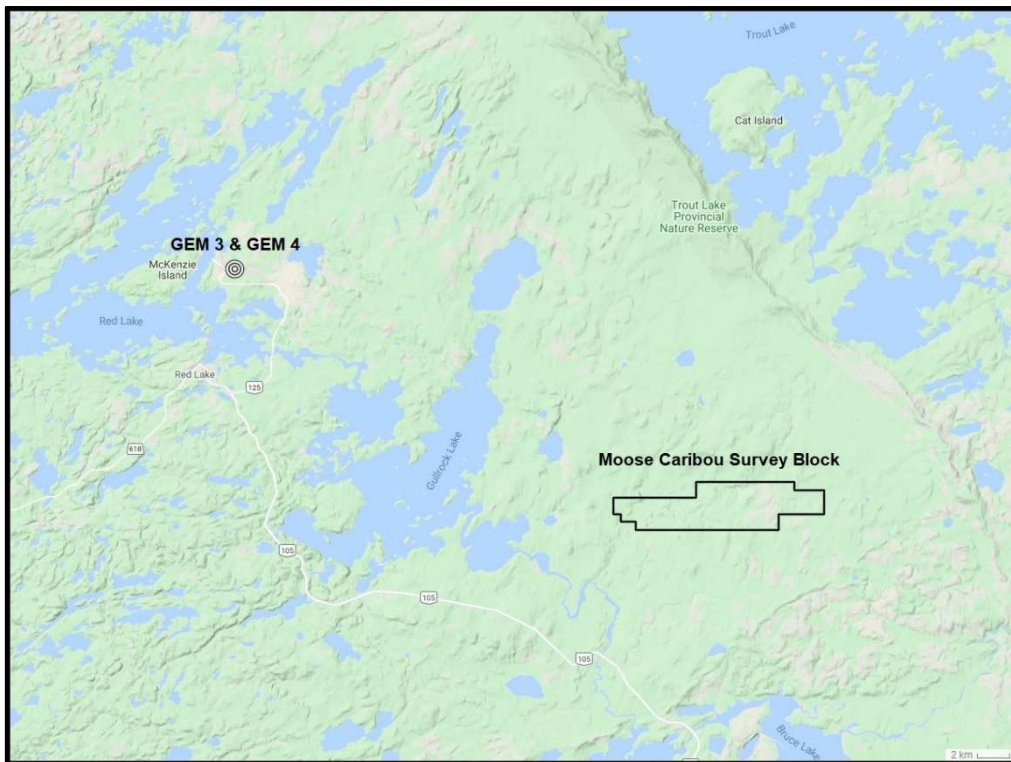 Trout Lake
Cat Island
Trout Lake
Provincial
Nature Reserve
GEM 3 & GEM 4
McKenzie
Island
Red Lake
Red Lake
125
618
Gullrock Lake
Moose Caribou Survey Block
105
105
105
Bruce Lake
2 km